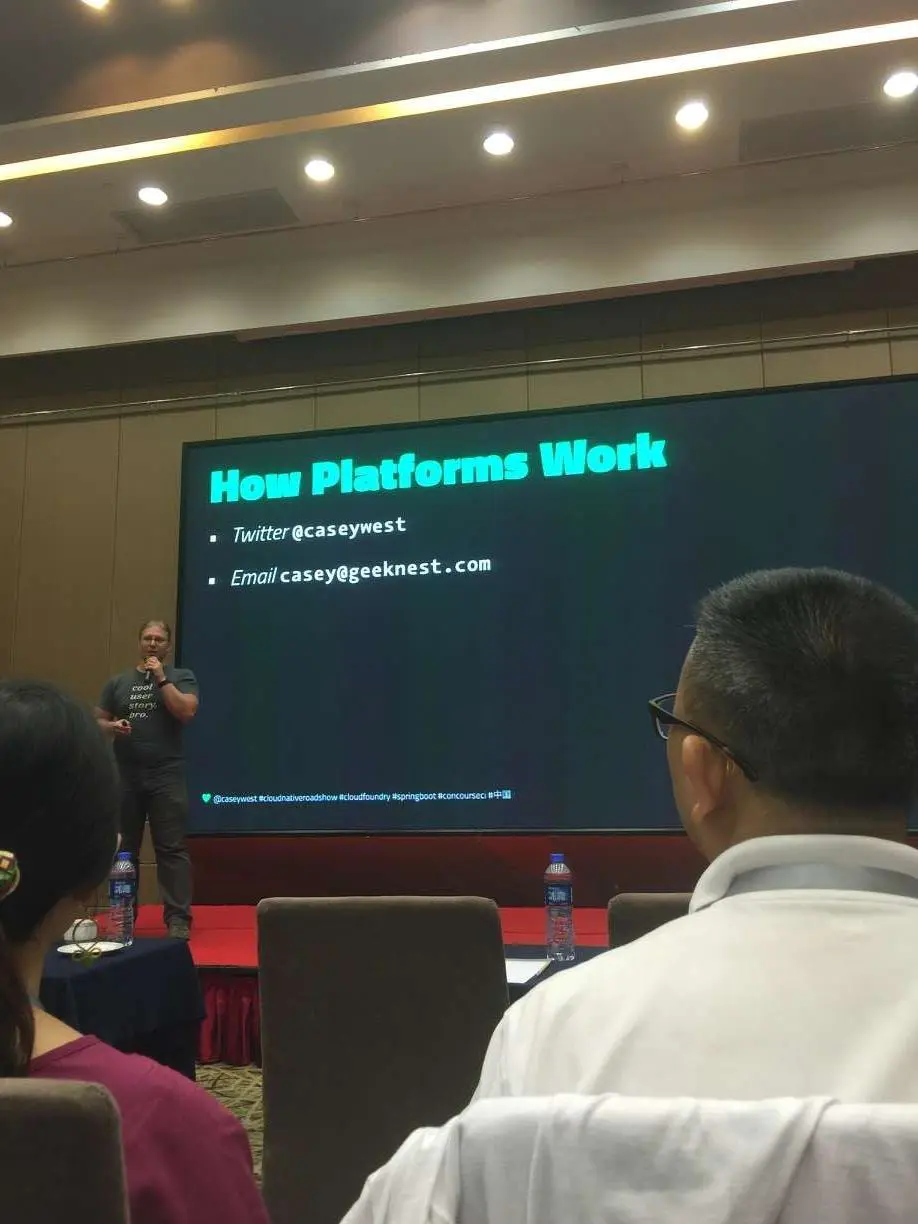 How Platforms Work
▪ Twitter @caseywest
▪ Email casey@geeknest.com
cool
user
story,
bro.
💚 @caseywest #cloudnativeroadshow #cloudfoundry #springboot #concourseci #中国